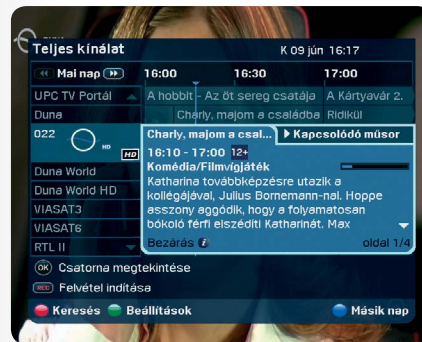 Teljes kínálat K 09 jún 16:17
Mai nap 16:00 16:30 17:00
UPC TV Portál A hobbit - Az öt sereg csatája A Kártyavár 2.
Duna Charly, majom a családba Ridikül
022 HD HD Charly, majom a csal... Kapcsolódó műsor
16:10 - 17:00 12+
Komédia/Filmvígjáték
Katharina továbbképzésre utazik a
kollégájával, Julius Bornemann-nal. Hoppe
asszony aggódik, hogy a folyamatosan
bókoló férfi elszédíti Katharinát. Max
Bezárás i oldal 1/4
Duna World
Duna World HD
VIASAT3
VIASAT6
RTL II
OK Csatorna megtekintése
REC Felvétel indítása
Keresés Beállítások Másik nap